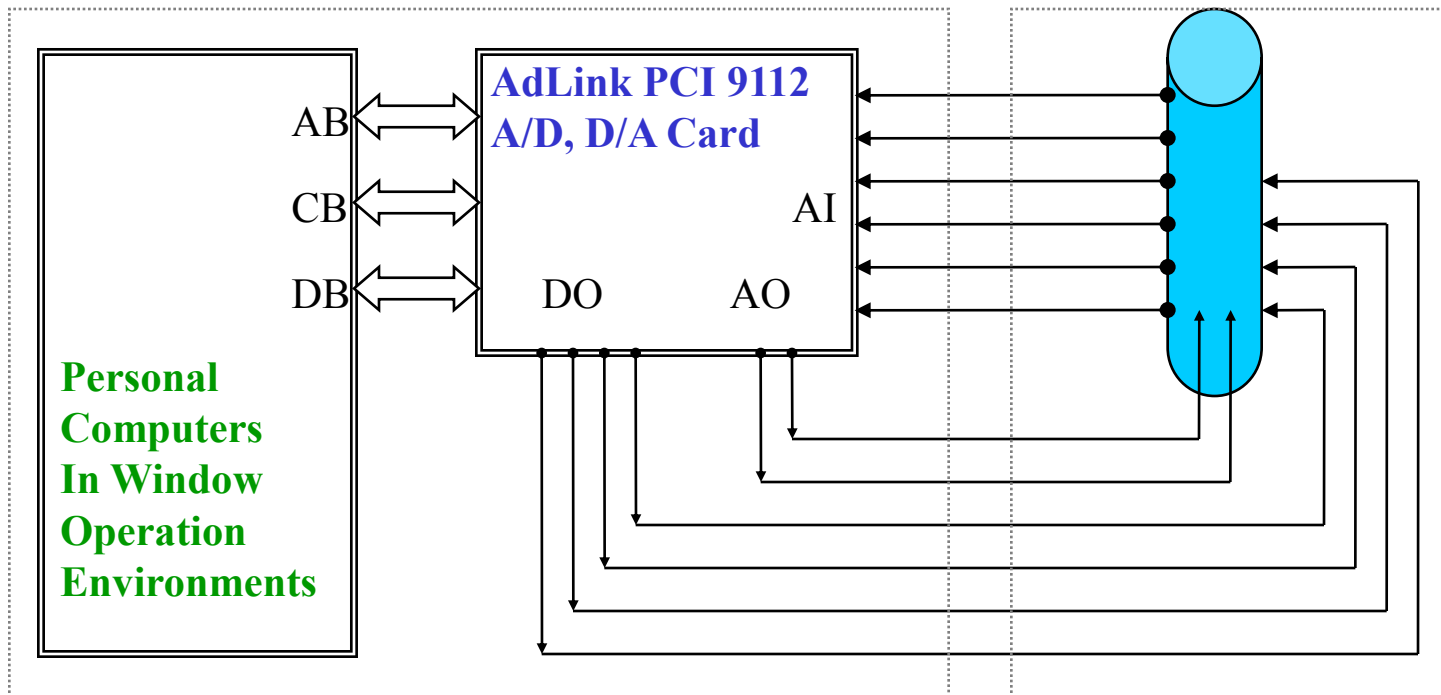 AdLink PCI 9112
A/D, D/A Card
AB
CB
AI
DB
DO
AO
Personal
Computers
In Window
Operation
Environments